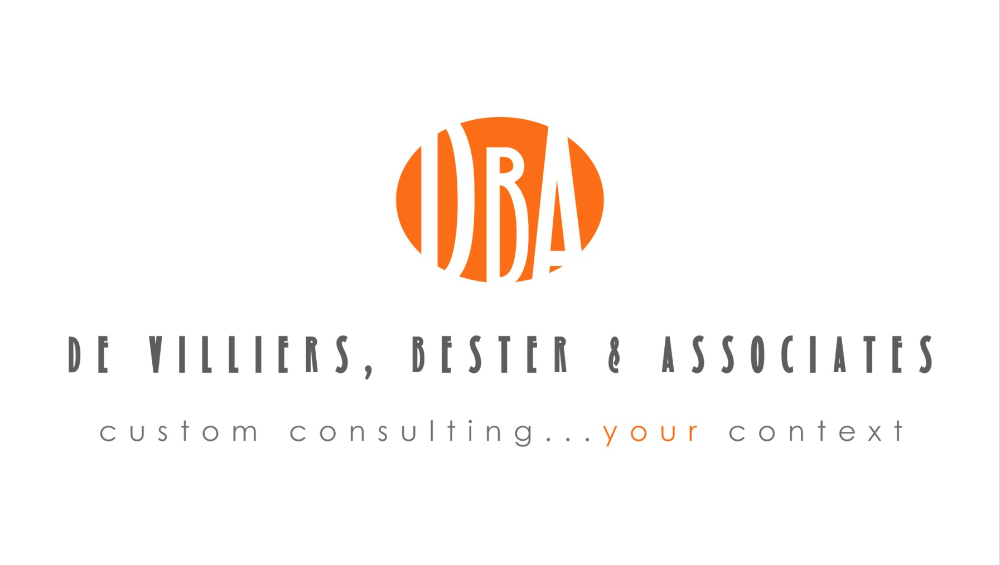 DBA
DE VILLIERS, BESTER & ASSOCIATES
custom consulting...your context